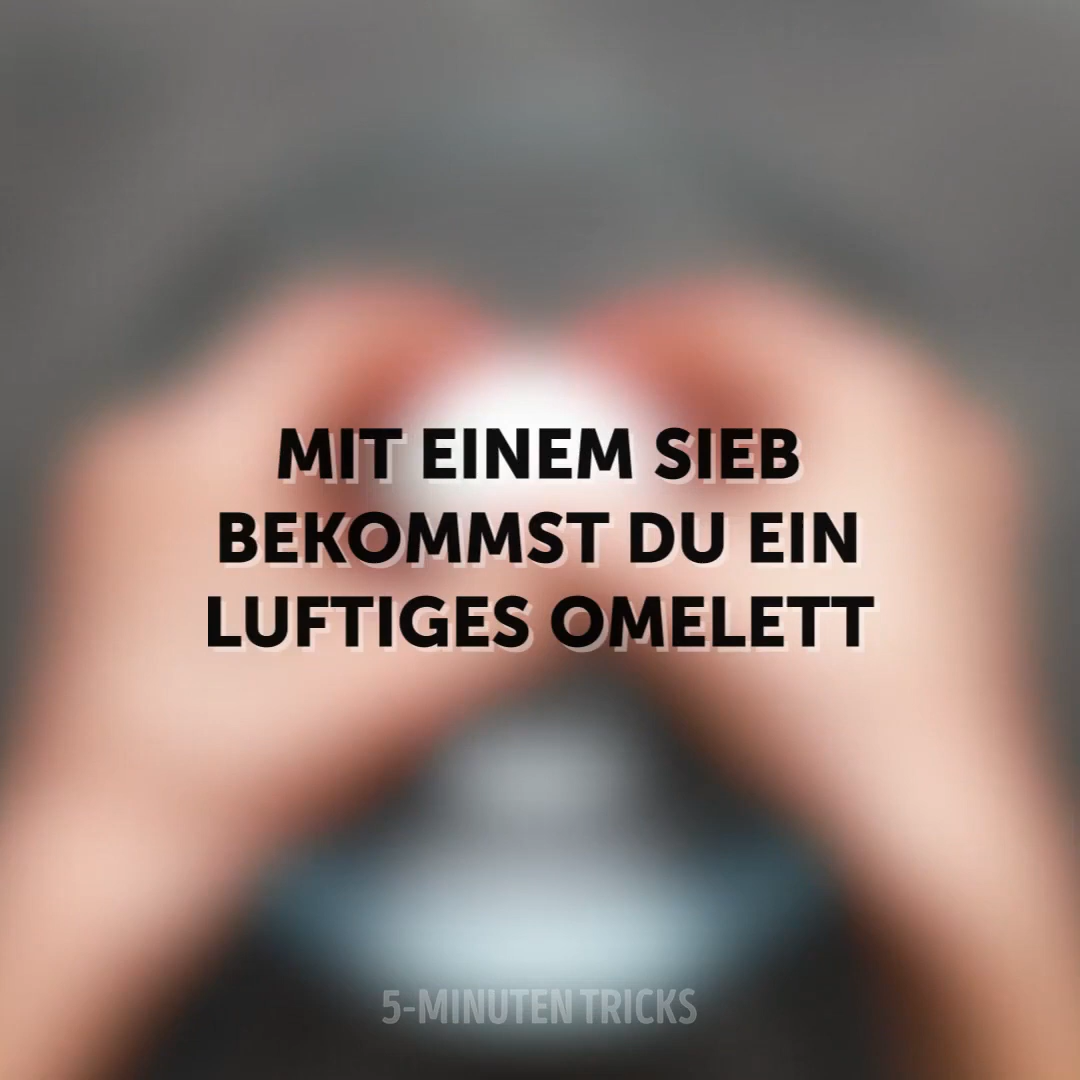 MIT EINEM SIEB
BEKOMMST DU EIN
LUFTIGES OMELETT
5-MINUTEN TRICKS